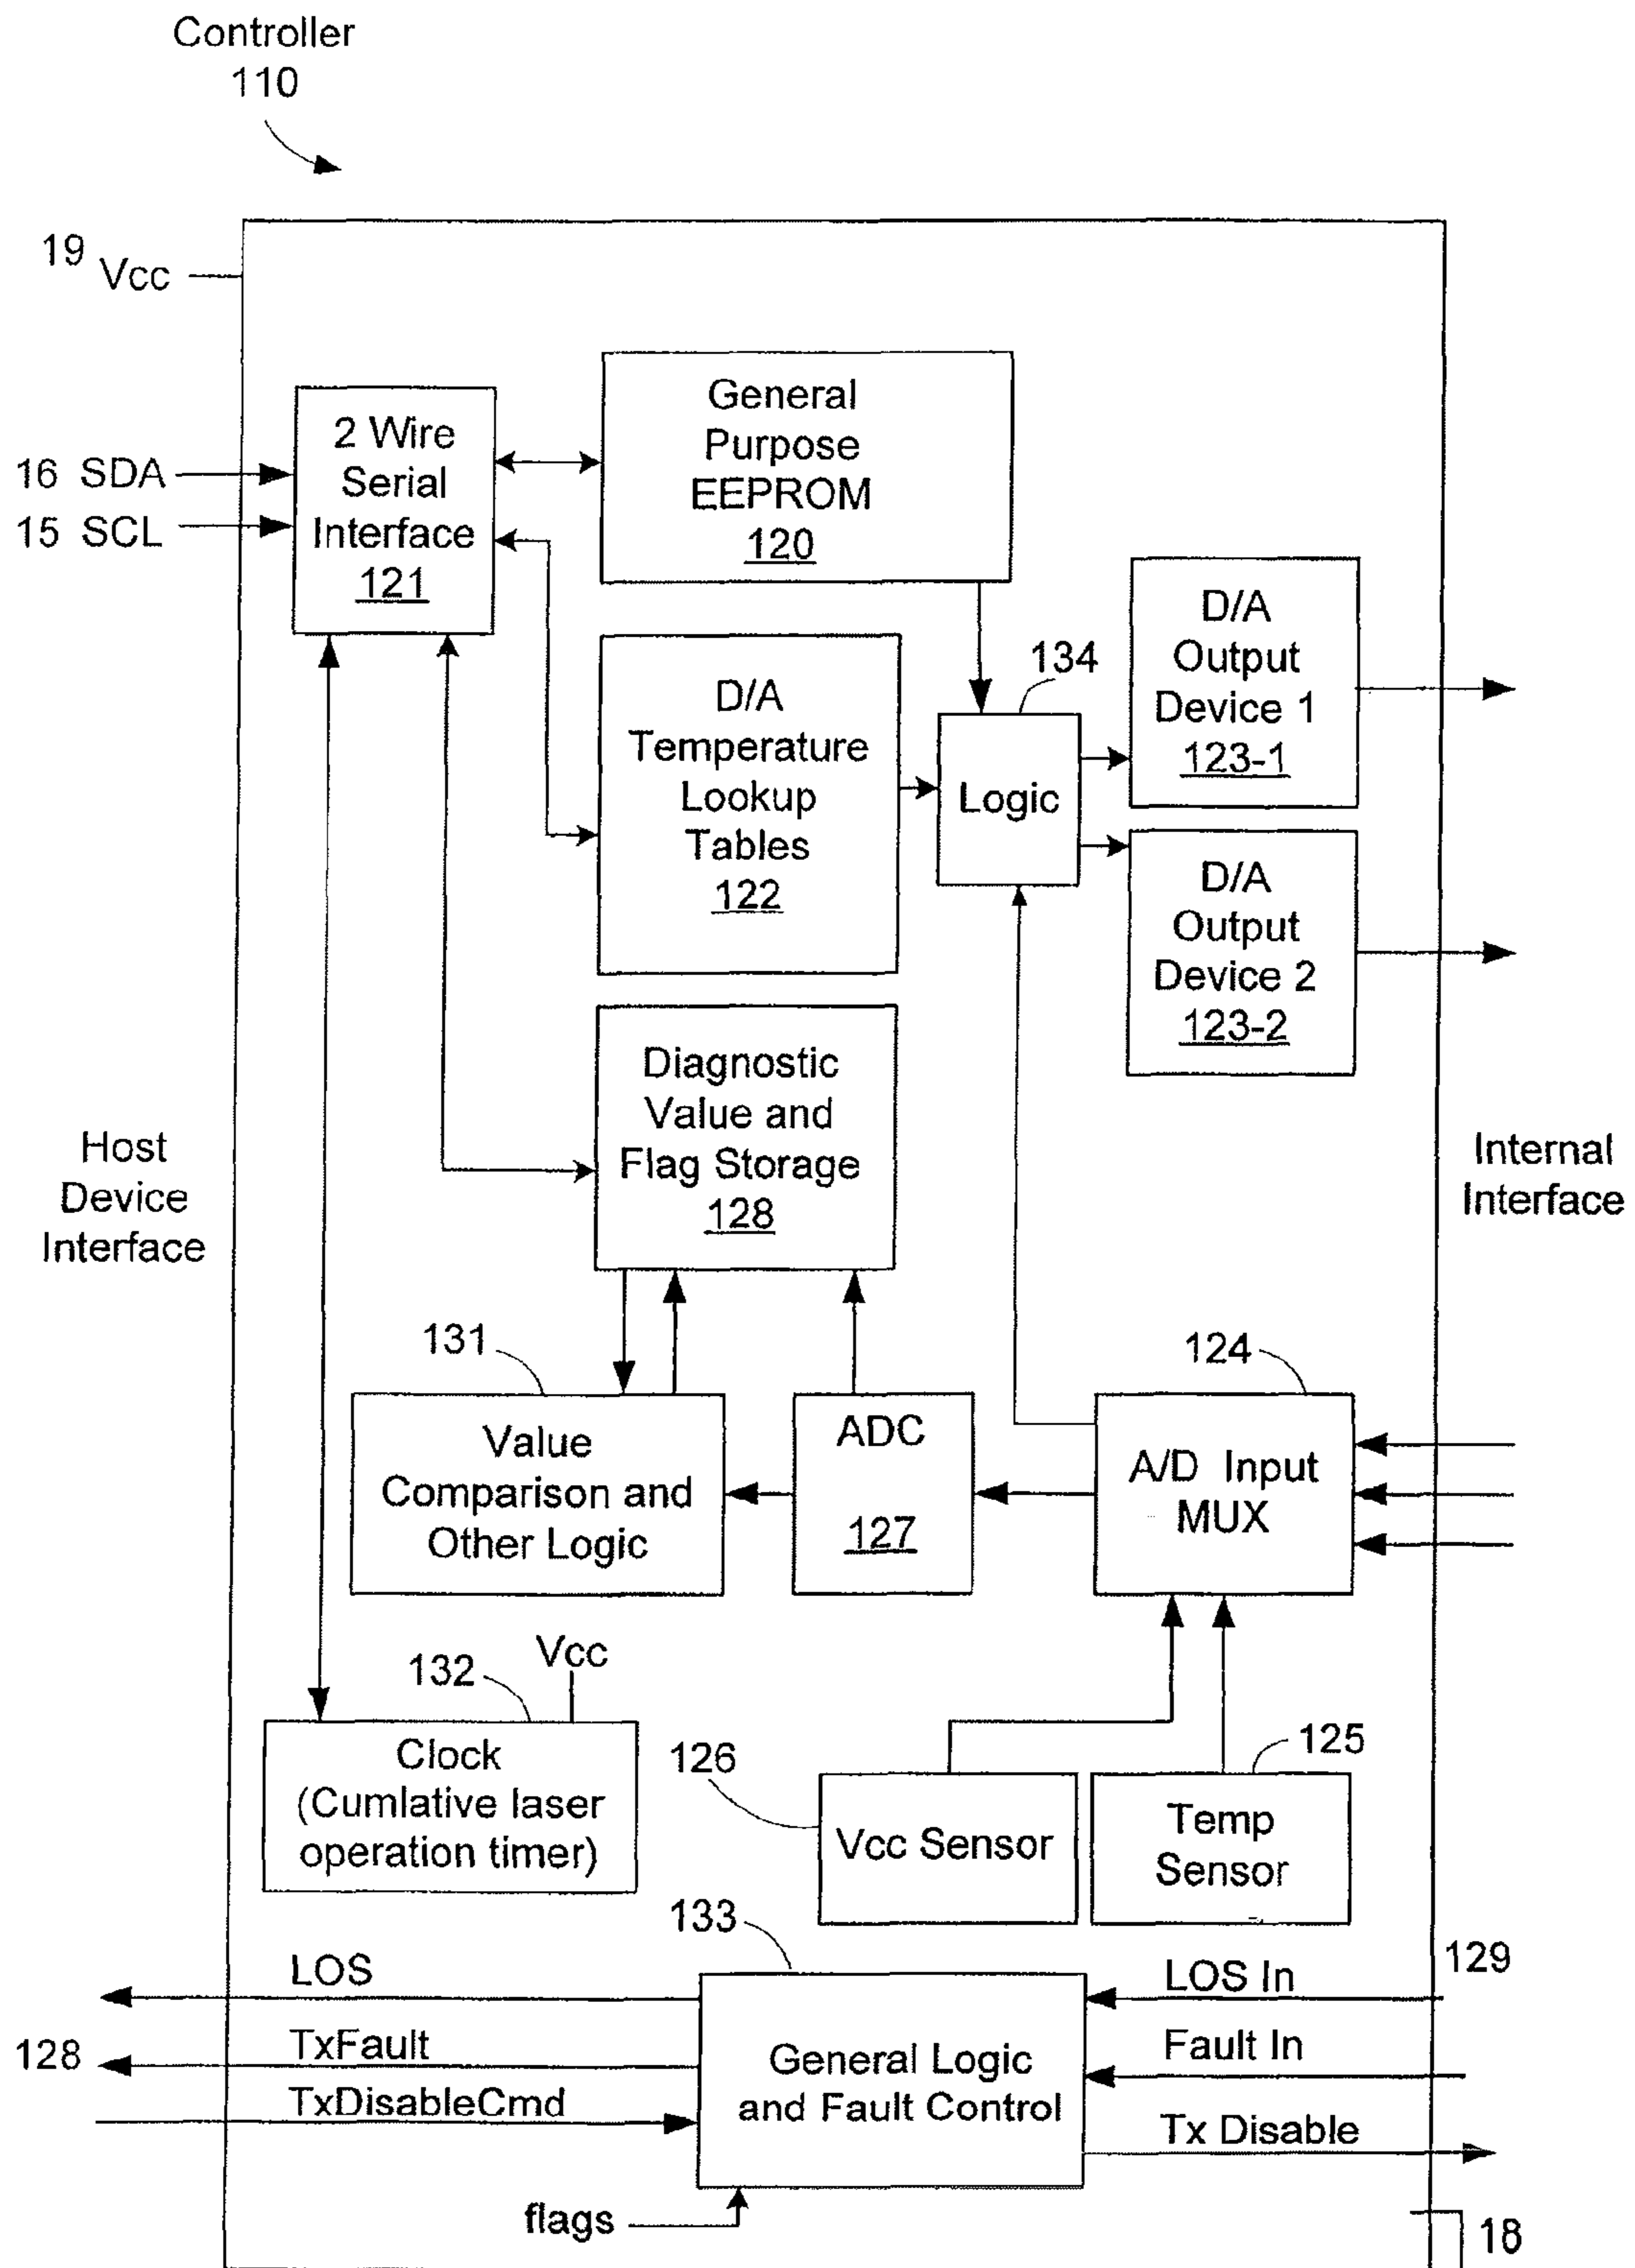 Controller
110
19
Vcc
16 SDA
15 SCL
2 Wire
Serial
Interface
121
General
Purpose
EEPROM
120
D/A
Temperature
Lookup
Tables
122
134
Logic
D/A
Output
Device 1
123-1
D/A
Output
Device 2
123-2
Diagnostic
Value and
Flag Storage
128
Host
Device
Interface
Internal
Interface
131
Value
Comparison and
Other Logic
ADC
127
124
A/D Input
MUX
132
Vcc
Clock
(Cumlative laser
operation timer)
126
Vcc Sensor
125
Temp
Sensor
133
General Logic
and Fault Control
LOS
TxFault
128
TxDisableCmd
LOS In
129
Fault In
Tx Disable
flags
18